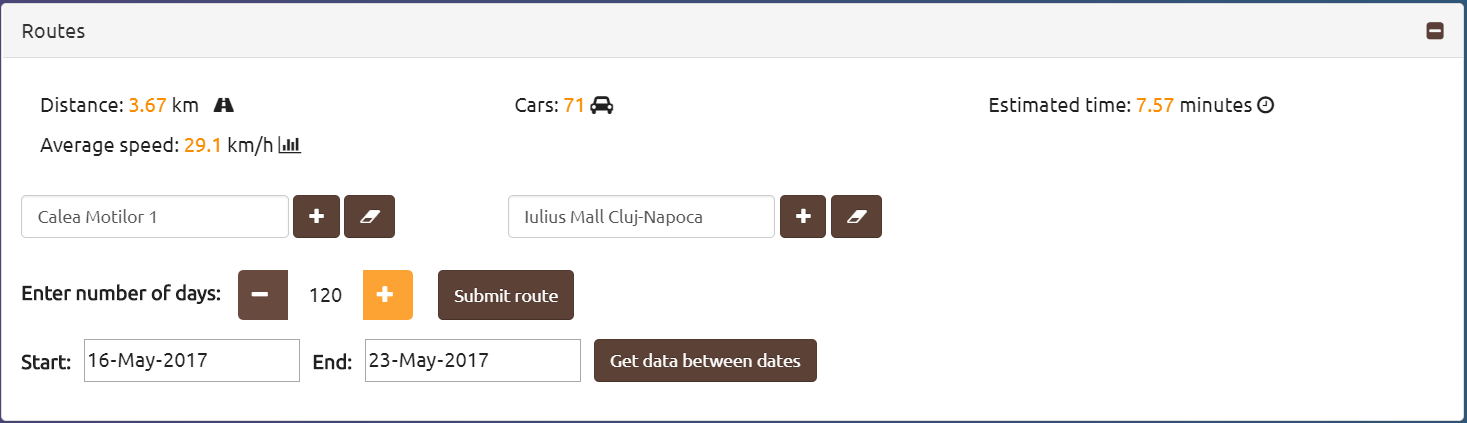 Routes
Distance: 3.67 km Cars: 71 Estimated time: 7.57 minutes
Average speed: 29.1 km/h
Calea Motilor 1 Iulius Mall Cluj-Napoca
Enter number of days: 120 Submit route
Start: 16-May-2017 End: 23-May-2017 Get data between dates